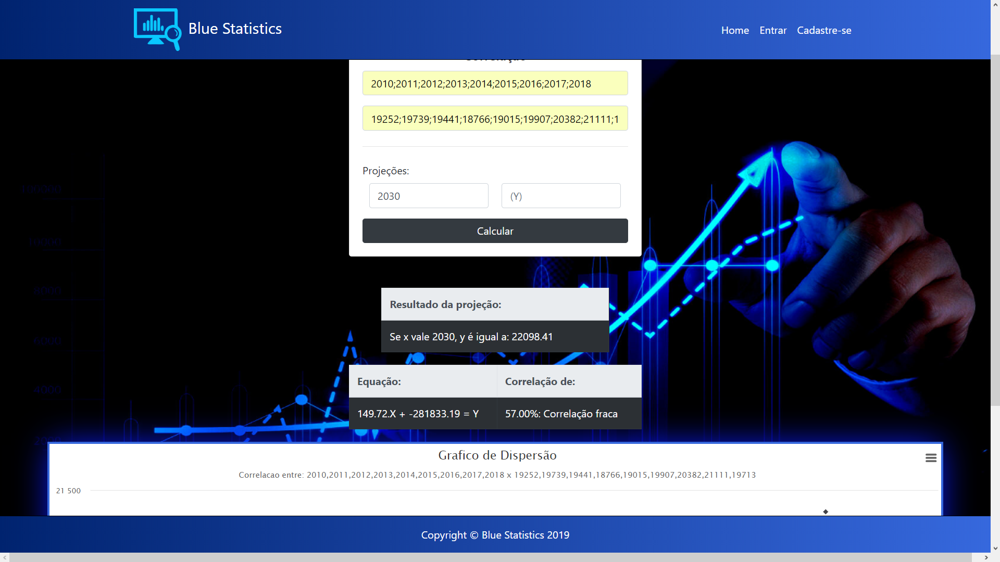 Blue Statistics
Home Entrar Cadastre-se
Correlação
2010;2011;2012;2013;2014;2015;2016;2017;2018
19252;19739;19441;18766;19015;19907;20382;21111;1
Projeções:
2030 (Y)
Calcular
Resultado da projeção:
Se x vale 2030, y é igual a: 22098.41
Equação: Correlação de:
149.72.X + -281833.19 = Y 57.00%: Correlação fraca
100000
10000
8000
6000
4000
Grafico de Dispersão
Correlacao entre: 2010,2011,2012,2013,2014,2015,2016,2017,2018 x 19252,19739,19441,18766,19015,19907,20382,21111,19713
21 500
Copyright © Blue Statistics 2019